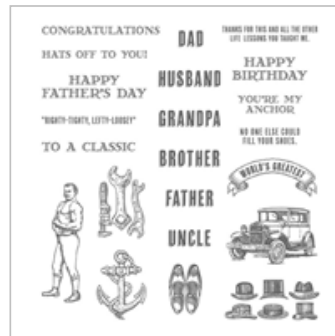 CONGRATULATIONS
HATS OFF TO YOU!
HAPPY
FATHER'S DAY
"RIGHTY-TIGHTY, LEFTY-LOOSEY"
TO A CLASSIC
DAD
HUSBAND
GRANDPA
BROTHER
FATHER
UNCLE
THANKS FOR THIS AND ALL THE OTHER
LIFE LESSONS YOU TAUGHT ME.
HAPPY
BIRTHDAY
YOU'RE MY
ANCHOR
NO ONE ELSE COULD
FILL YOUR SHOES.
WORLD'S GREATEST